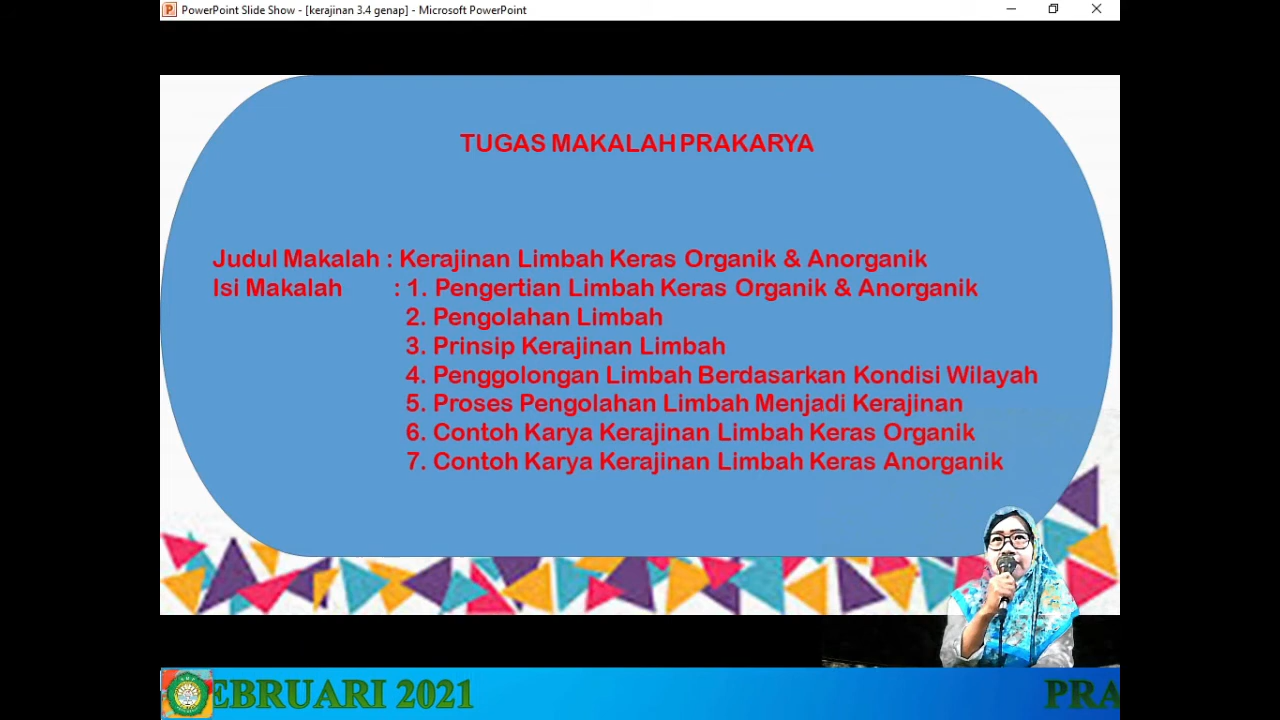 PowerPoint Slide Show - [kerajinan 3.4 genap] - Microsoft PowerPoint
TUGAS MAKALAH PRAKARYA
Judul Makalah : Kerajinan Limbah Keras Organik & Anorganik
Isi Makalah : 1. Pengertian Limbah Keras Organik & Anorganik
2. Pengolahan Limbah
3. Prinsip Kerajinan Limbah
4. Penggolongan Limbah Berdasarkan Kondisi Wilayah
5. Proses Pengolahan Limbah Menjadi Kerajinan
6. Contoh Karya Kerajinan Limbah Keras Organik
7. Contoh Karya Kerajinan Limbah Keras Anorganik
EBRUARI 2021 PRA